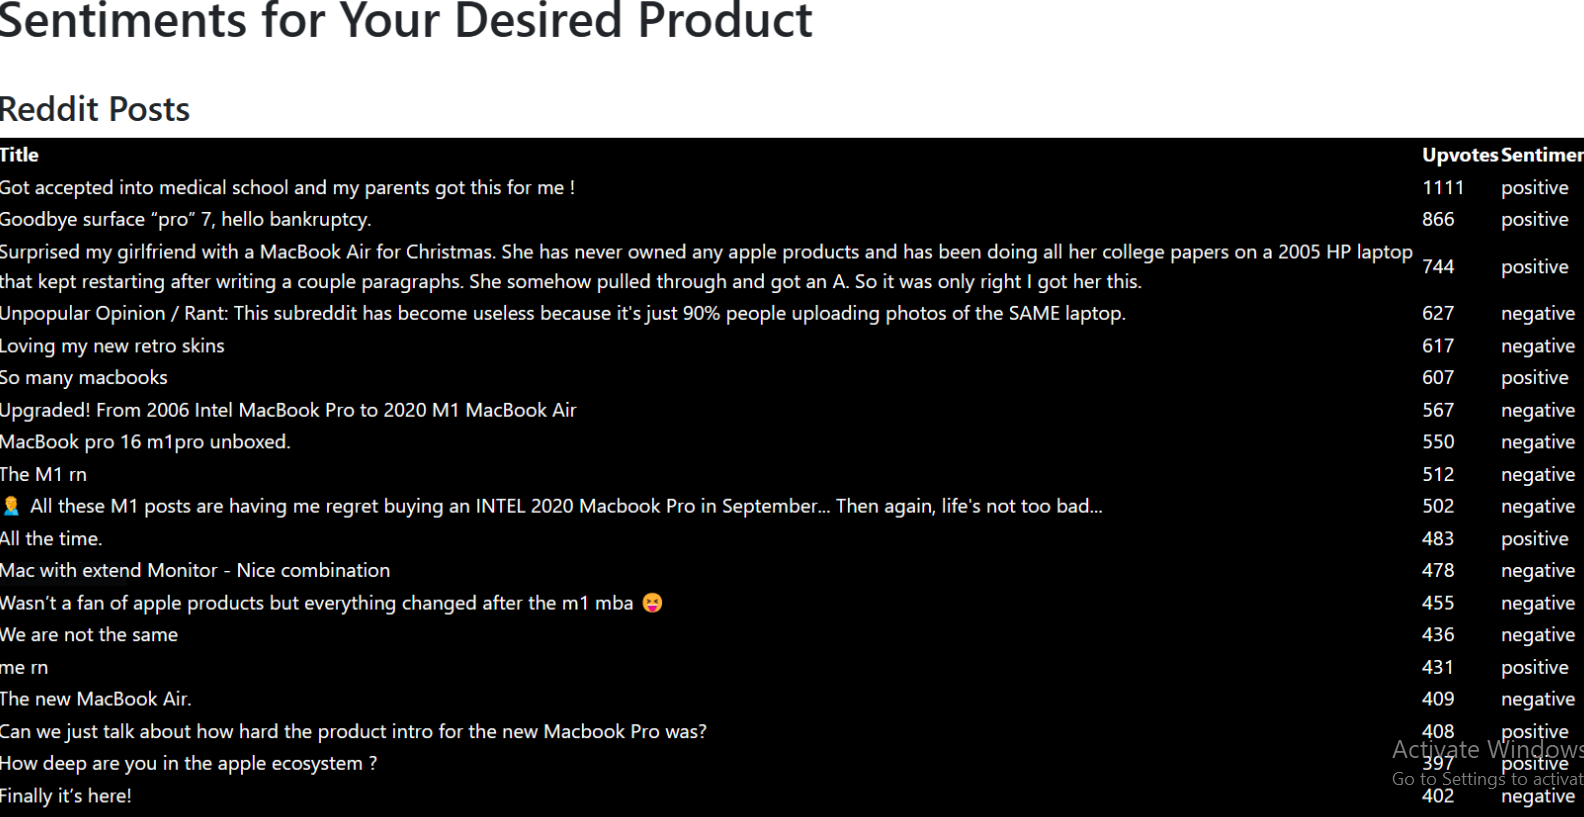 Sentiments for Your Desired Product
Reddit Posts
Title Upvotes Sentimen
Got accepted into medical school and my parents got this for me ! 1111 positive
Goodbye surface “pro” 7, hello bankruptcy. 866 positive
Surprised my girlfriend with a MacBook Air for Christmas. She has never owned any apple products and has been doing all her college papers on a 2005 HP laptop
that kept restarting after writing a couple paragraphs. She somehow pulled through and got an A. So it was only right I got her this. 744 positive
Unpopular Opinion / Rant: This subreddit has become useless because it's just 90% people uploading photos of the SAME laptop. 627 negative
Loving my new retro skins 617 negative
So many macbooks 607 positive
Upgraded! From 2006 Intel MacBook Pro to 2020 M1 MacBook Air 567 negative
MacBook pro 16 m1pro unboxed. 550 negative
The M1 rn 512 negative
🤦‍♂️ All these M1 posts are having me regret buying an INTEL 2020 Macbook Pro in September... Then again, life's not too bad... 502 negative
All the time. 483 positive
Mac with extend Monitor - Nice combination 478 negative
Wasn’t a fan of apple products but everything changed after the m1 mba 😝 455 negative
We are not the same 436 negative
me rn 431 positive
The new MacBook Air. 409 negative
Can we just talk about how hard the product intro for the new Macbook Pro was? 408 positive
How deep are you in the apple ecosystem ? 397 positive
Finally it’s here! 402 negative
Activate Windows
Go to Settings to activat